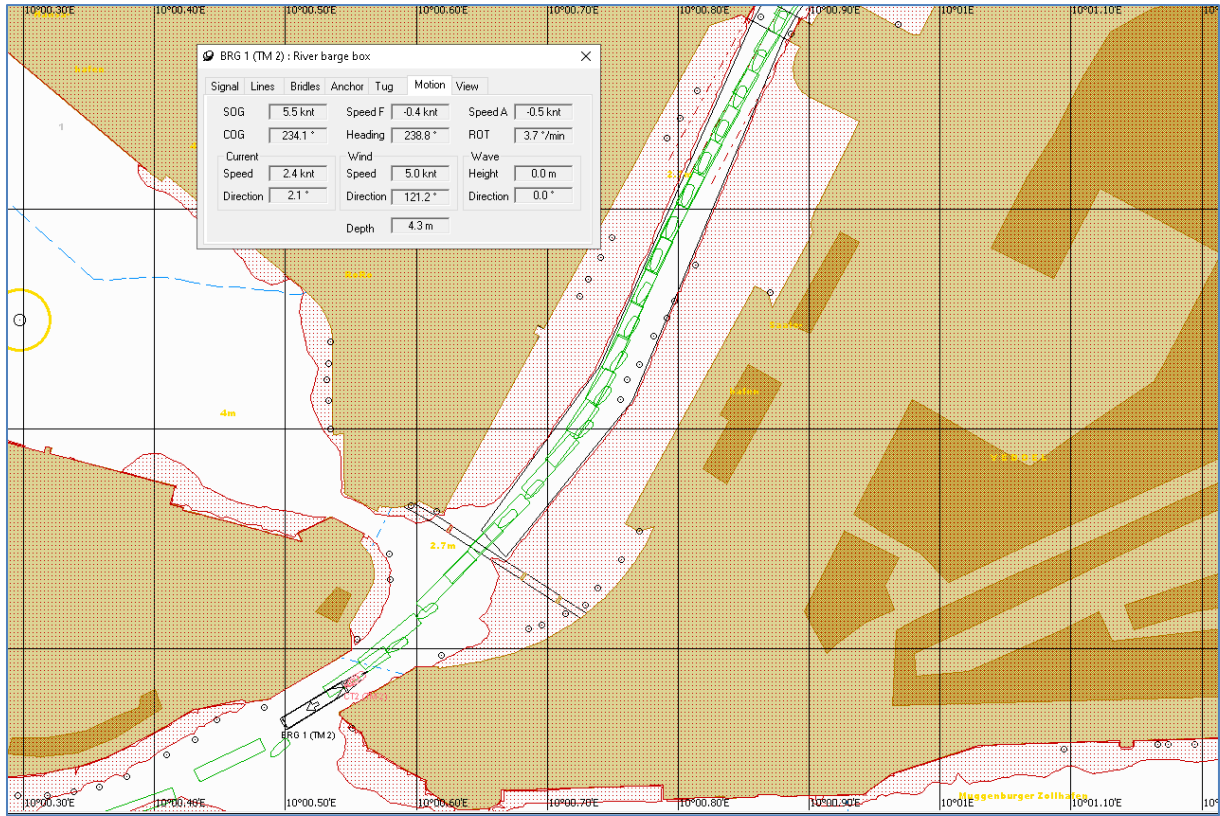 10°00.30'E 10°00.40'E 10°00.50'E 10°00.60'E 10°00.70'E 10°00.80'E 10°00.90'E 10°01'E 10°01.10'E
BRG 1 (TM 2) : River barge box
Signal Lines Bridles Anchor Tug Motion View
SOG 5.5 knt Speed F -0.4 knt Speed A -0.5 knt
COG 234.1 ° Heading 238.8 ° ROT 3.7 °/min
Current Wind Wave
Speed 2.4 knt Speed 5.0 knt Height 0.0 m
Direction 2.1 ° Direction 121.2 ° Direction 0.0 °
Depth 4.3 m
4m
2.7m
BRG 1 (TM 2)
Muggenburger Zollhafen
10°00.30'E 10°00.40'E 10°00.50'E 10°00.60'E 10°00.70'E 10°00.80'E 10°00.90'E 10°01'E 10°01.10'E